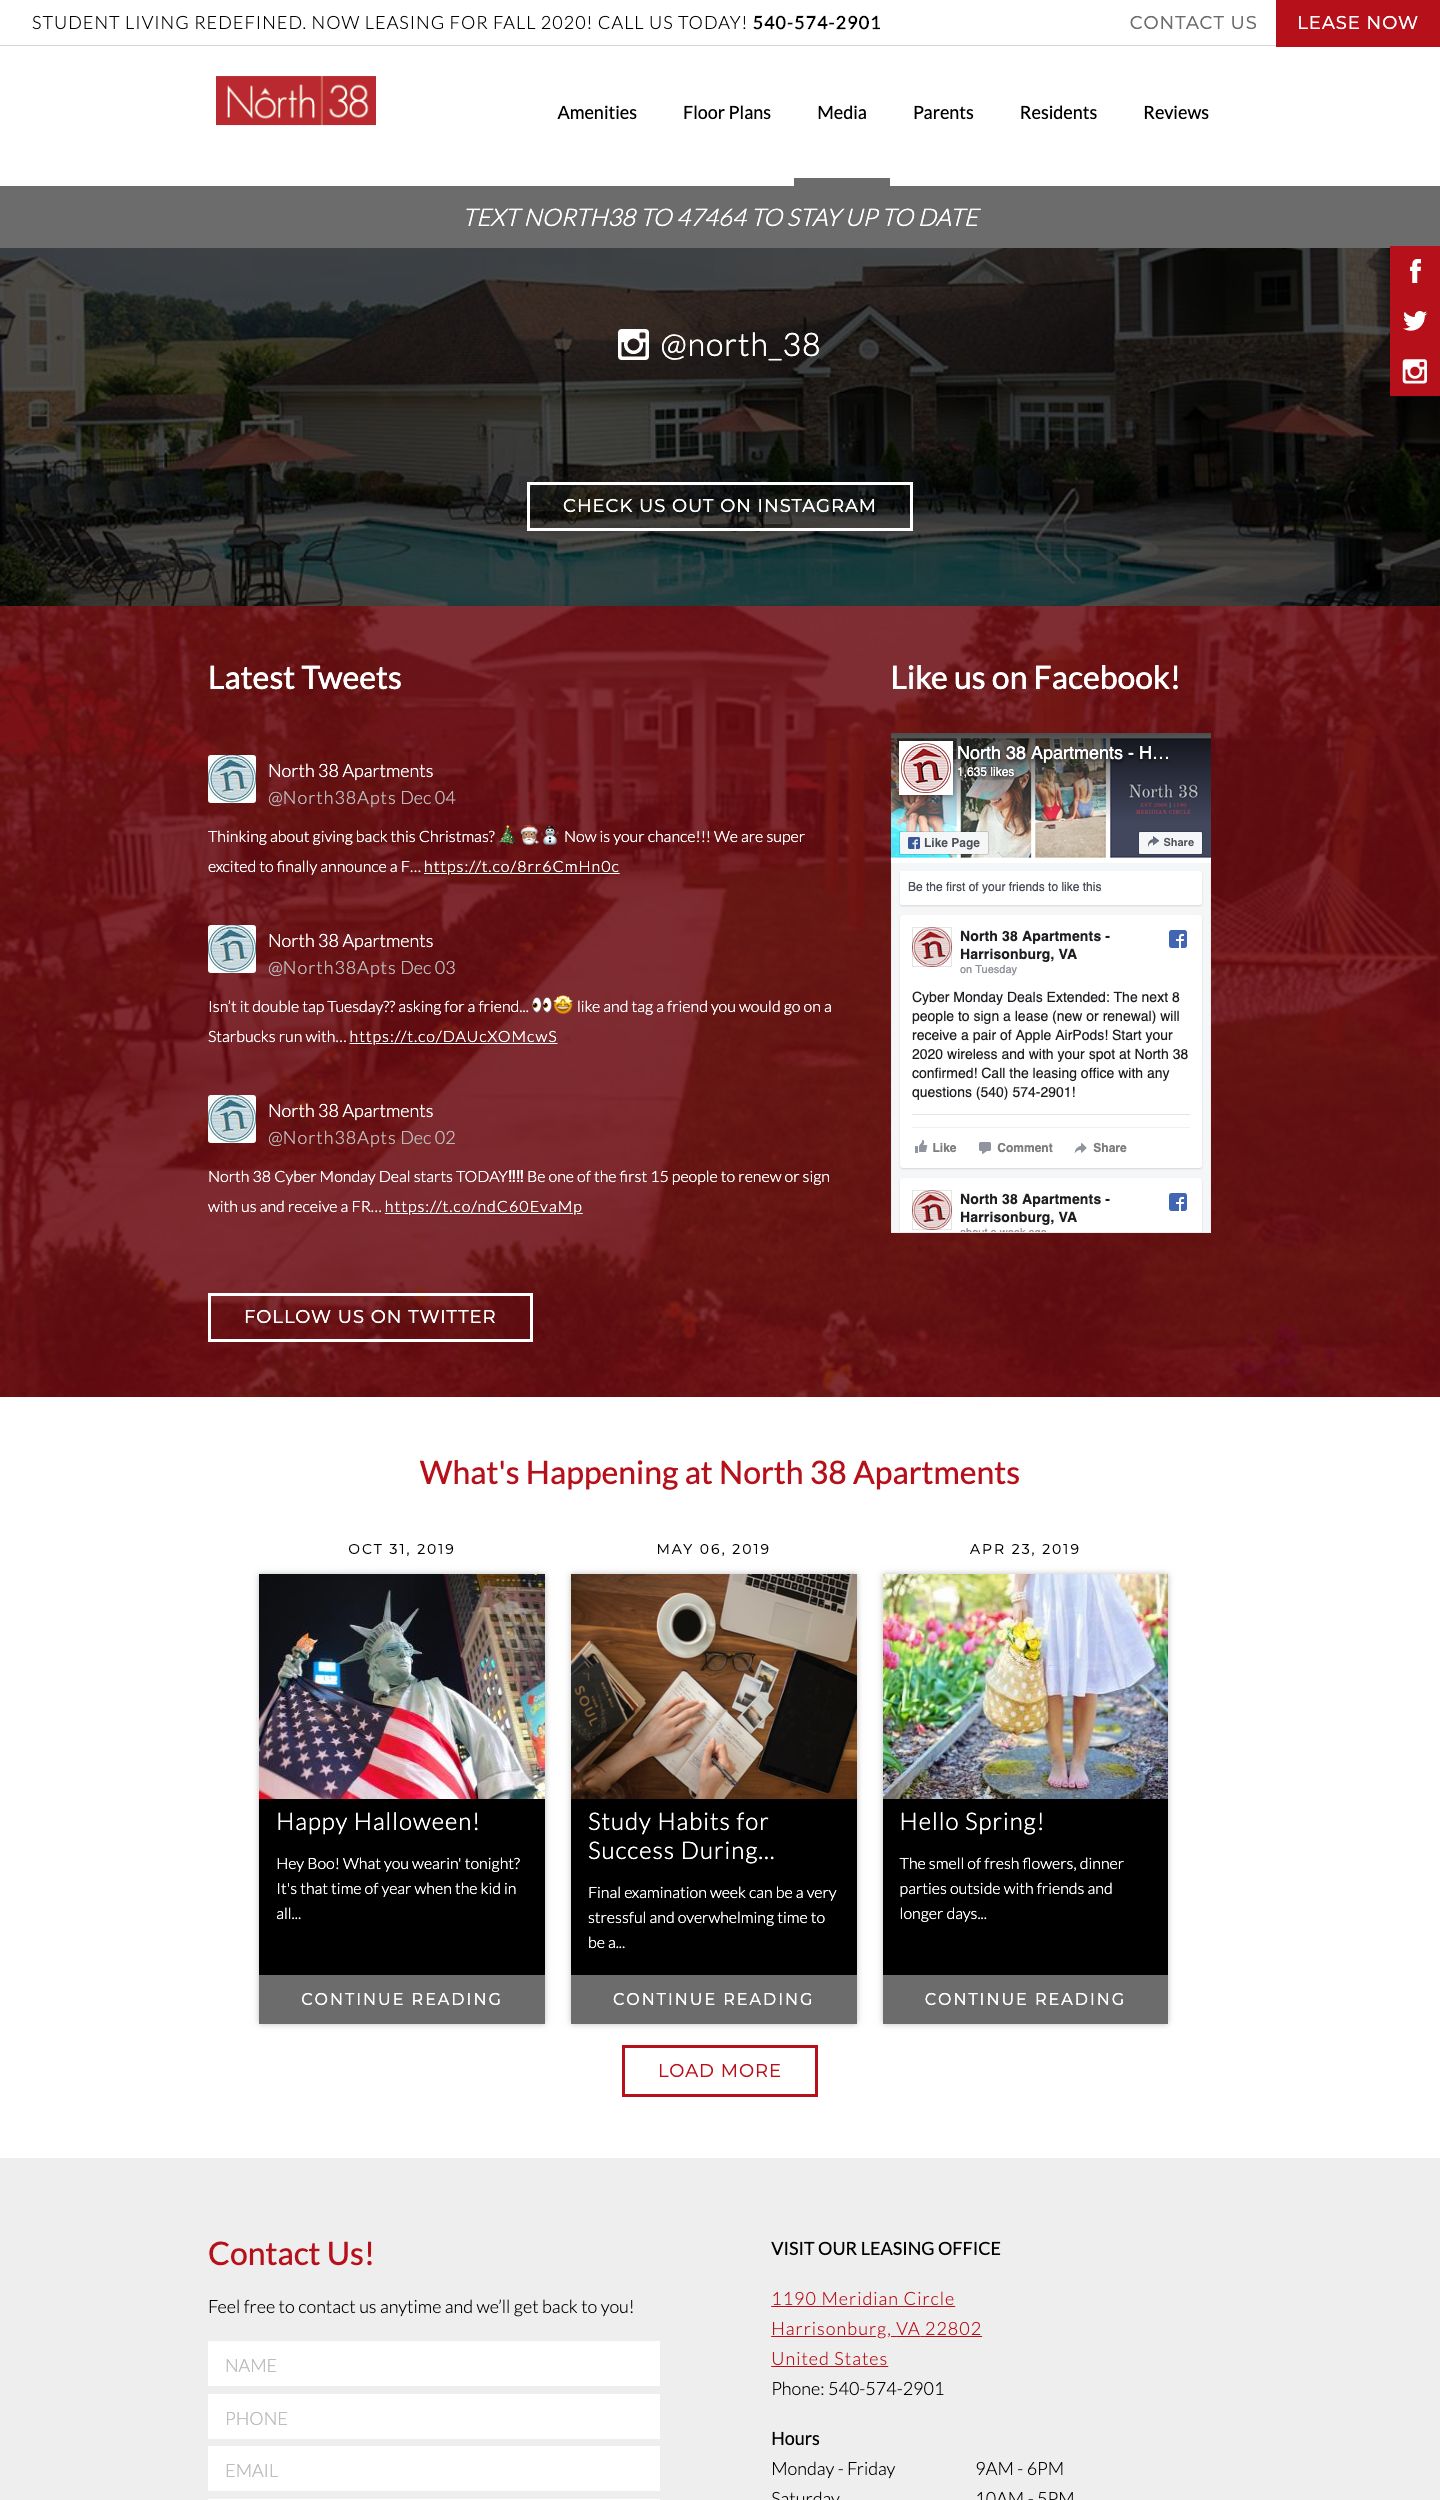 STUDENT LIVING REDEFINED. NOW LEASING FOR FALL 2020! CALL US TODAY! 540-574-2901
CONTACT US
LEASE NOW
Nôrth 38
Amenities
Floor Plans
Media
Parents
Residents
Reviews
TEXT NORTH38 TO 47464 TO STAY UP TO DATE
@north_38
CHECK US OUT ON INSTAGRAM
Latest Tweets
North 38 Apartments
@North38Apts Dec 04
Thinking about giving back this Christmas? 🎄🎅🏼⛄ Now is your chance!!! We are super
excited to finally announce a F… https://t.co/8rr6CmHn0c
North 38 Apartments
@North38Apts Dec 03
Isn’t it double tap Tuesday?? asking for a friend... 👀🤩 like and tag a friend you would go on a
Starbucks run with… https://t.co/DAUcXOMcwS
North 38 Apartments
@North38Apts Dec 02
North 38 Cyber Monday Deal starts TODAY‼‼ Be one of the first 15 people to renew or sign
with us and receive a FR… https://t.co/ndC60EvaMp
FOLLOW US ON TWITTER
Like us on Facebook!
North 38 Apartments - H…
1,635 likes
North 38
EST 2009 | 1190
MERIDIAN CIRCLE
Like Page
Share
Be the first of your friends to like this
North 38 Apartments -
Harrisonburg, VA
on Tuesday
Cyber Monday Deals Extended: The next 8
people to sign a lease (new or renewal) will
receive a pair of Apple AirPods! Start your
2020 wireless and with your spot at North 38
confirmed! Call the leasing office with any
questions (540) 574-2901!
Like
Comment
Share
North 38 Apartments -
Harrisonburg, VA
about a week ago
What's Happening at North 38 Apartments
OCT 31, 2019
Happy Halloween!
Hey Boo! What you wearin' tonight?
It's that time of year when the kid in
all...
CONTINUE READING
MAY 06, 2019
SOUL
Study Habits for
Success During...
Final examination week can be a very
stressful and overwhelming time to
be a...
CONTINUE READING
APR 23, 2019
Hello Spring!
The smell of fresh flowers, dinner
parties outside with friends and
longer days...
CONTINUE READING
LOAD MORE
Contact Us!
Feel free to contact us anytime and we’ll get back to you!
NAME
PHONE
EMAIL
VISIT OUR LEASING OFFICE
1190 Meridian Circle
Harrisonburg, VA 22802
United States
Phone: 540-574-2901
Hours
Monday - Friday 9AM - 6PM
Saturday 10AM - 5PM